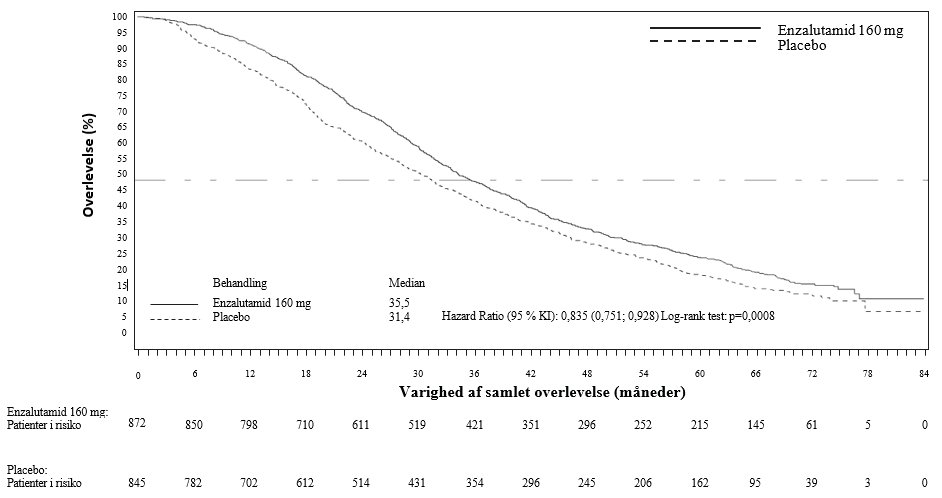 100
95
90
85
80
75
70
65
60
55
50
45
40
35
30
25
20
15
10
5
0
Overlevelse (%)
Enzalutamid 160 mg
Placebo
Behandling Median
Enzalutamid 160 mg 35,5
Placebo 31,4 Hazard Ratio (95 % KI): 0,835 (0,751; 0,928) Log-rank test: p=0,0008
0 6 12 18 24 30 36 42 48 54 60 66 72 78 84
Varighed af samlet overlevelse (måneder)
Enzalutamid 160 mg:
Patienter i risiko 872 850 798 710 611 519 421 351 296 252 215 145 61 5 0
Placebo:
Patienter i risiko 845 782 702 612 514 431 354 296 245 206 162 95 39 3 0